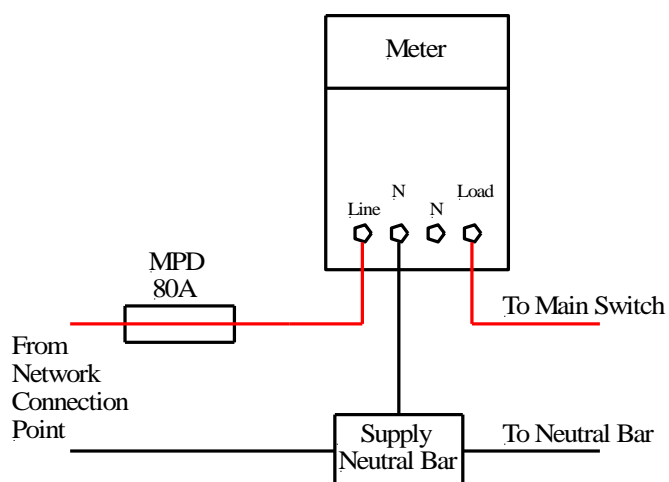 Meter
N
Load
Line
N
MPD
80A
To Main Switch
From
Network
Connection
Point
Supply
Neutral Bar
To Neutral Bar